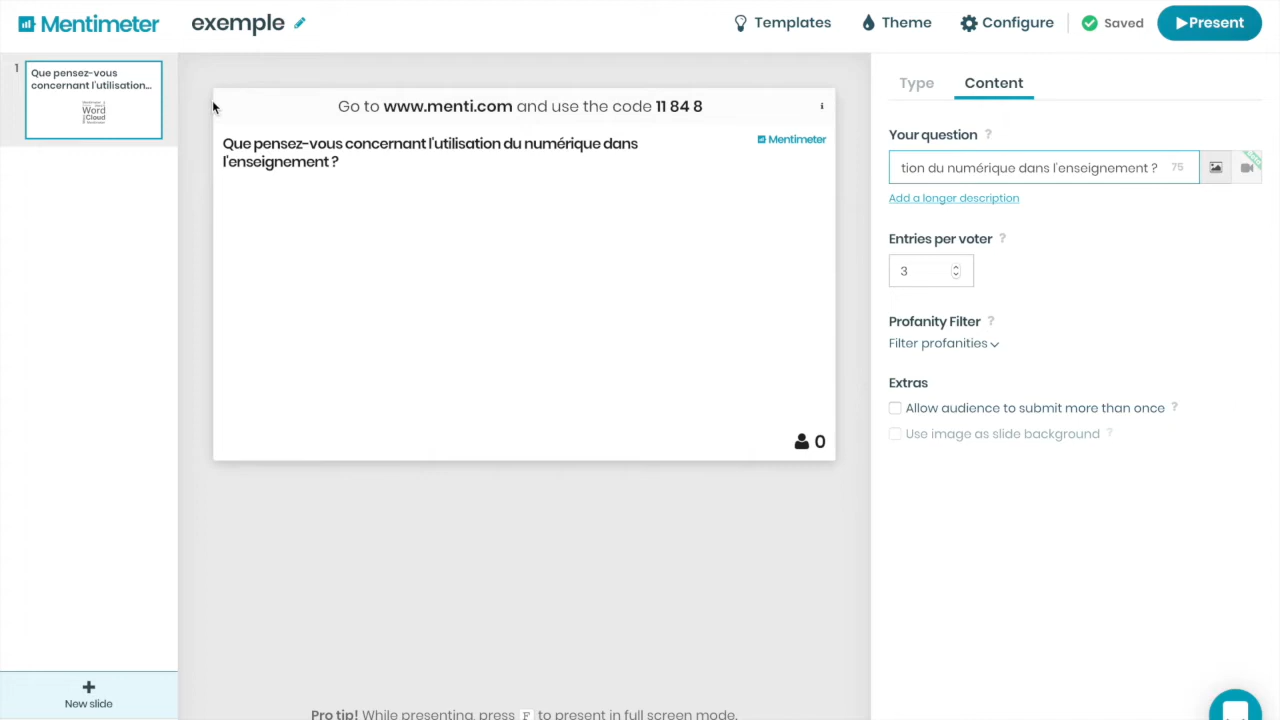 Mentimeter
exemple
Templates
Theme
Configure
Saved
Present
1
Que pensez-vous
concernant l'utilisation...
Word
Cloud
New slide
Go to www.menti.com and use the code 11 84 8
i
Que pensez-vous concernant l'utilisation du numérique dans
l'enseignement ?
Mentimeter
0
Pro tip! While presenting, press F to present in full screen mode.
Type
Content
Your question ?
tion du numérique dans l'enseignement ? 75
Add a longer description
Entries per voter ?
3
Profanity Filter ?
Filter profanities
Extras
Allow audience to submit more than once ?
Use image as slide background ?